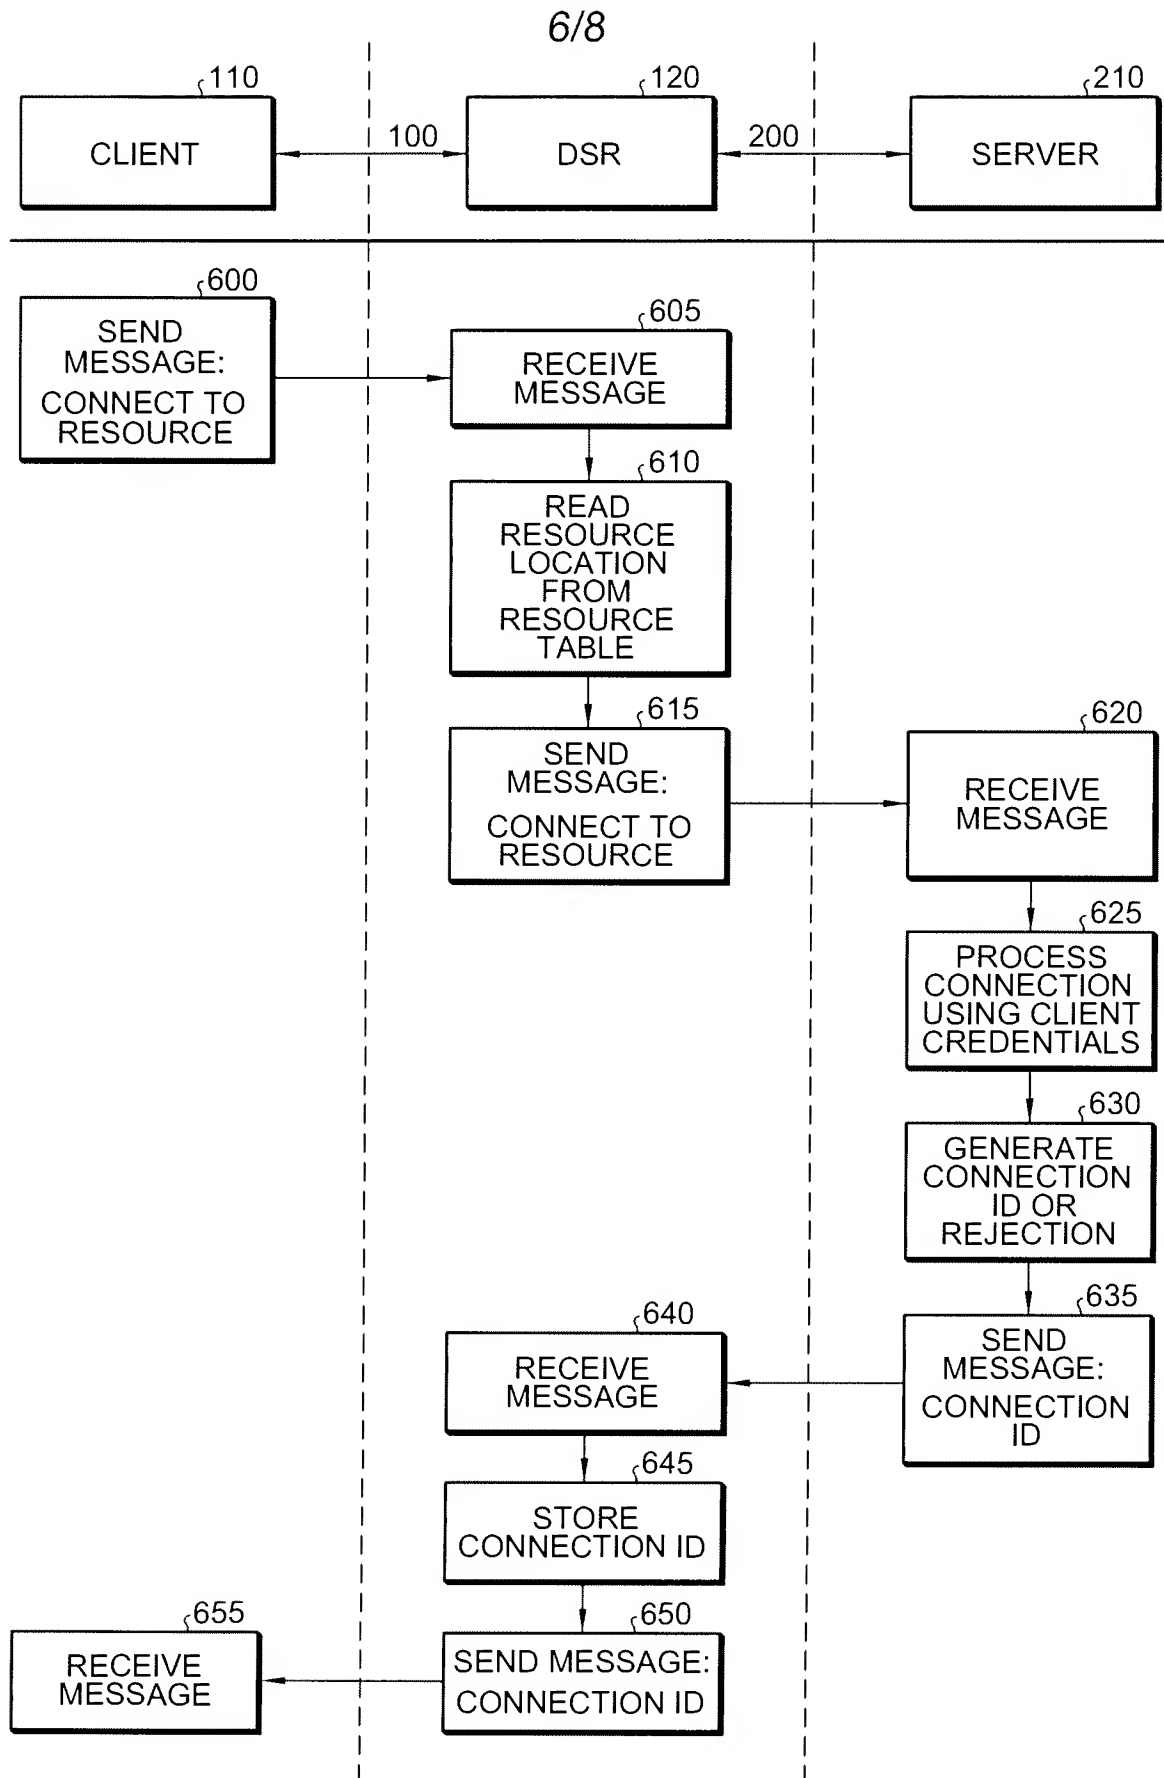 6/8
110
120
210
CLIENT
100
DSR
200
SERVER
600
SEND
MESSAGE:
CONNECT TO
RESOURCE
605
RECEIVE
MESSAGE
610
READ
RESOURCE
LOCATION
FROM
RESOURCE
TABLE
615
SEND
MESSAGE:
CONNECT TO
RESOURCE
620
RECEIVE
MESSAGE
625
PROCESS
CONNECTION
USING CLIENT
CREDENTIALS
630
GENERATE
CONNECTION
ID OR
REJECTION
635
SEND
MESSAGE:
CONNECTION
ID
640
RECEIVE
MESSAGE
645
STORE
CONNECTION ID
650
SEND MESSAGE:
CONNECTION ID
655
RECEIVE
MESSAGE